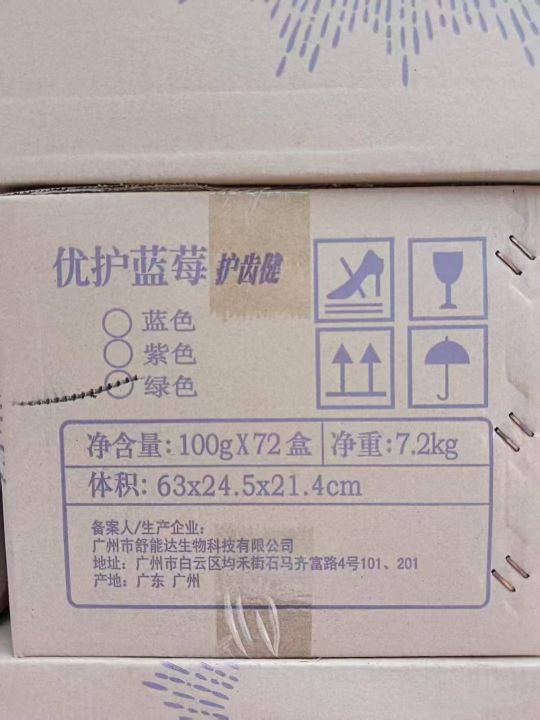 优护蓝莓 护齿健
蓝色
紫色
绿色
净含量:100gX72盒 净重:7.2kg
体积:63x24.5x21.4cm
备案人/生产企业:
广州市舒能达生物科技有限公司
地址:广州市白云区均禾街石马齐富路4号101、201
产地:广东 广州